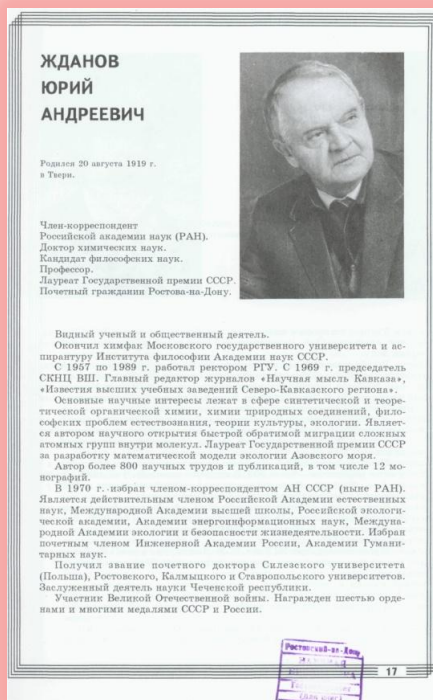 ЖДАНОВ
ЮРИЙ
АНДРЕЕВИЧ
Родился 20 августа 1919 г.
в Твери.
Член-корреспондент
Российской академии наук (РАН).
Доктор химических наук.
Кандидат философских наук.
Профессор.
Лауреат Государственной премии СССР.
Почетный гражданин Ростова-на-Дону.
Видный ученый и общественный деятель.
Окончил химфак Московского государственного университета и ас-
пирантуру Института философии Академии наук СССР.
С 1957 по 1989 г. работал ректором РГУ. С 1969 г. председатель
СКНЦ ВШ. Главный редактор журналов «Научная мысль Кавказа»,
«Известия высших учебных заведений Северо-Кавказского региона».
Основные научные интересы лежат в сфере синтетической и теоре-
тической органической химии, химии природных соединений, фило-
софских проблем естествознания, теории культуры, экологии. Являет-
ся автором научного открытия быстрой обратимой миграции сложных
атомных групп внутри молекул. Лауреат Государственной премии СССР
за разработку математической модели экологии Азовского моря.
Автор более 800 научных трудов и публикаций, в том числе 12 мо-
нографий.
В 1970 г. избран членом-корреспондентом АН СССР (ныне РАН).
Является действительным членом Российской Академии естественных
наук, Международной Академии высшей школы, Российской экологи-
ческой академии, Академии энергоинформационных наук, Междуна-
родной Академии экологии и безопасности жизнедеятельности. Избран
почетным членом Инженерной Академии России, Академии Гумани-
тарных наук.
Получил звание почетного доктора Силезского университета
(Польша), Ростовского, Калмыцкого и Ставропольского университетов.
Заслуженный деятель науки Чеченской республики.
Участник Великой Отечественной войны. Награжден шестью орде-
нами и многими медалями СССР и России.
17